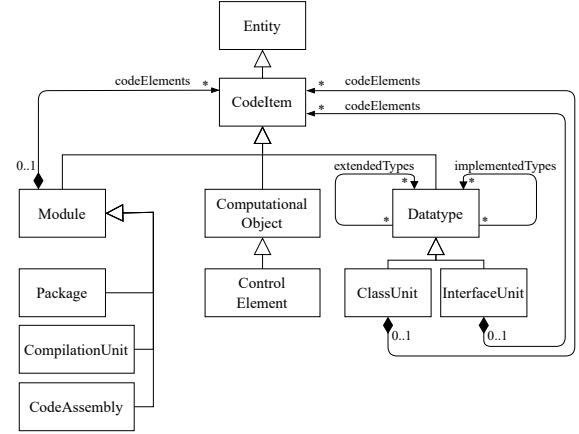 Entity
codeElements
*
*
codeElements
CodeItem
*
codeElements
0..1
extendedTypes
implementedTypes
*
*
Module
Computational
Object
*
Datatype
*
Package
Control
Element
ClassUnit
InterfaceUnit
CompilationUnit
0..1
0..1
CodeAssembly